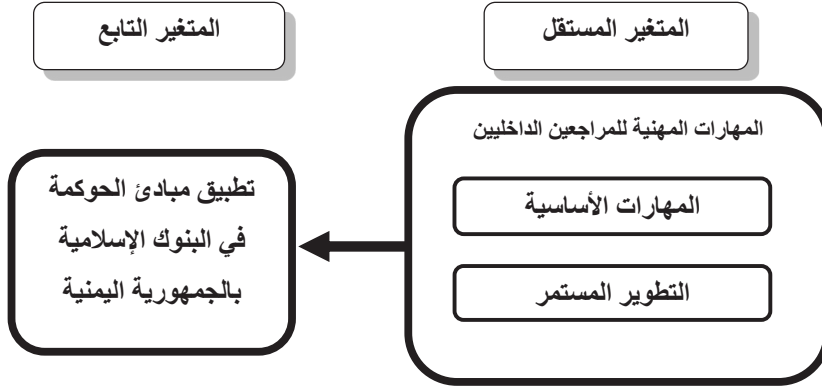 المتغير المستقل
المتغير التابع
المهارات المهنية للمراجعين الداخليين
المهارات الأساسية
التطوير المستمر
تطبيق مبادئ الحوكمة
في البنوك الإسلامية
بالجمهورية اليمنية